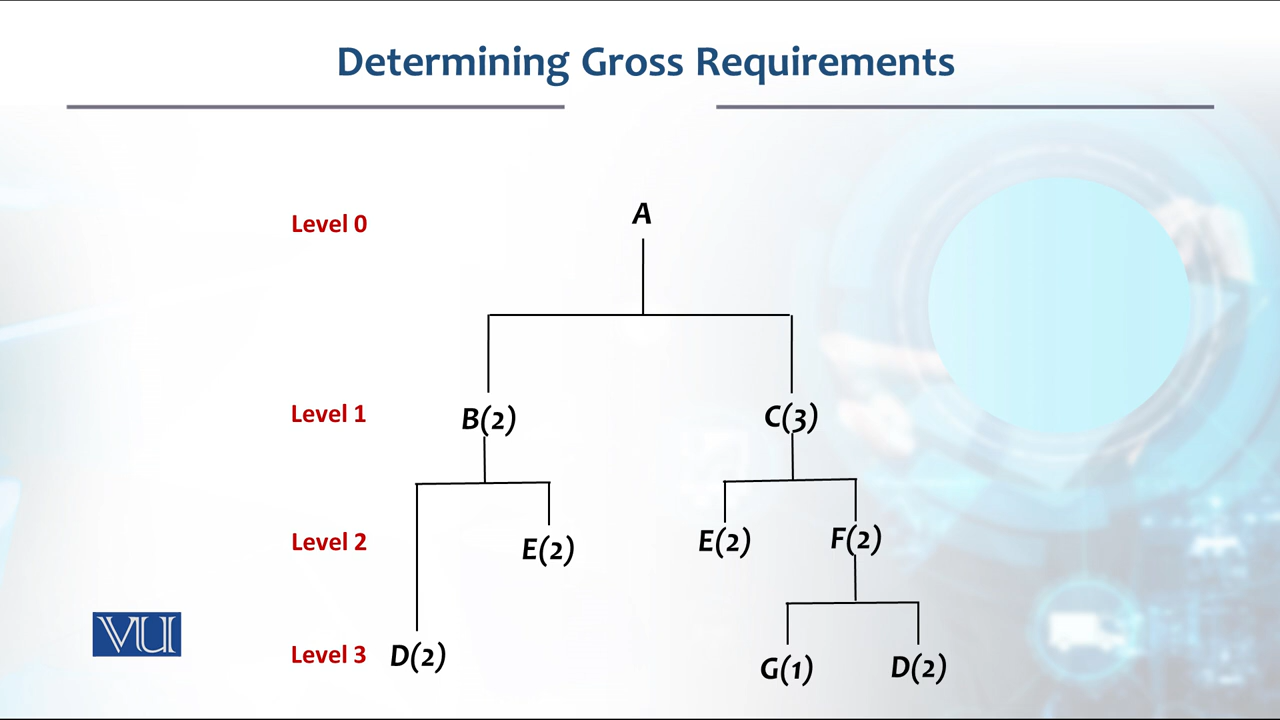 Determining Gross Requirements
Level 0 A
Level 1 B(2) C(3)
Level 2 E(2) E(2) F(2)
Level 3 D(2) G(1) D(2)
VU